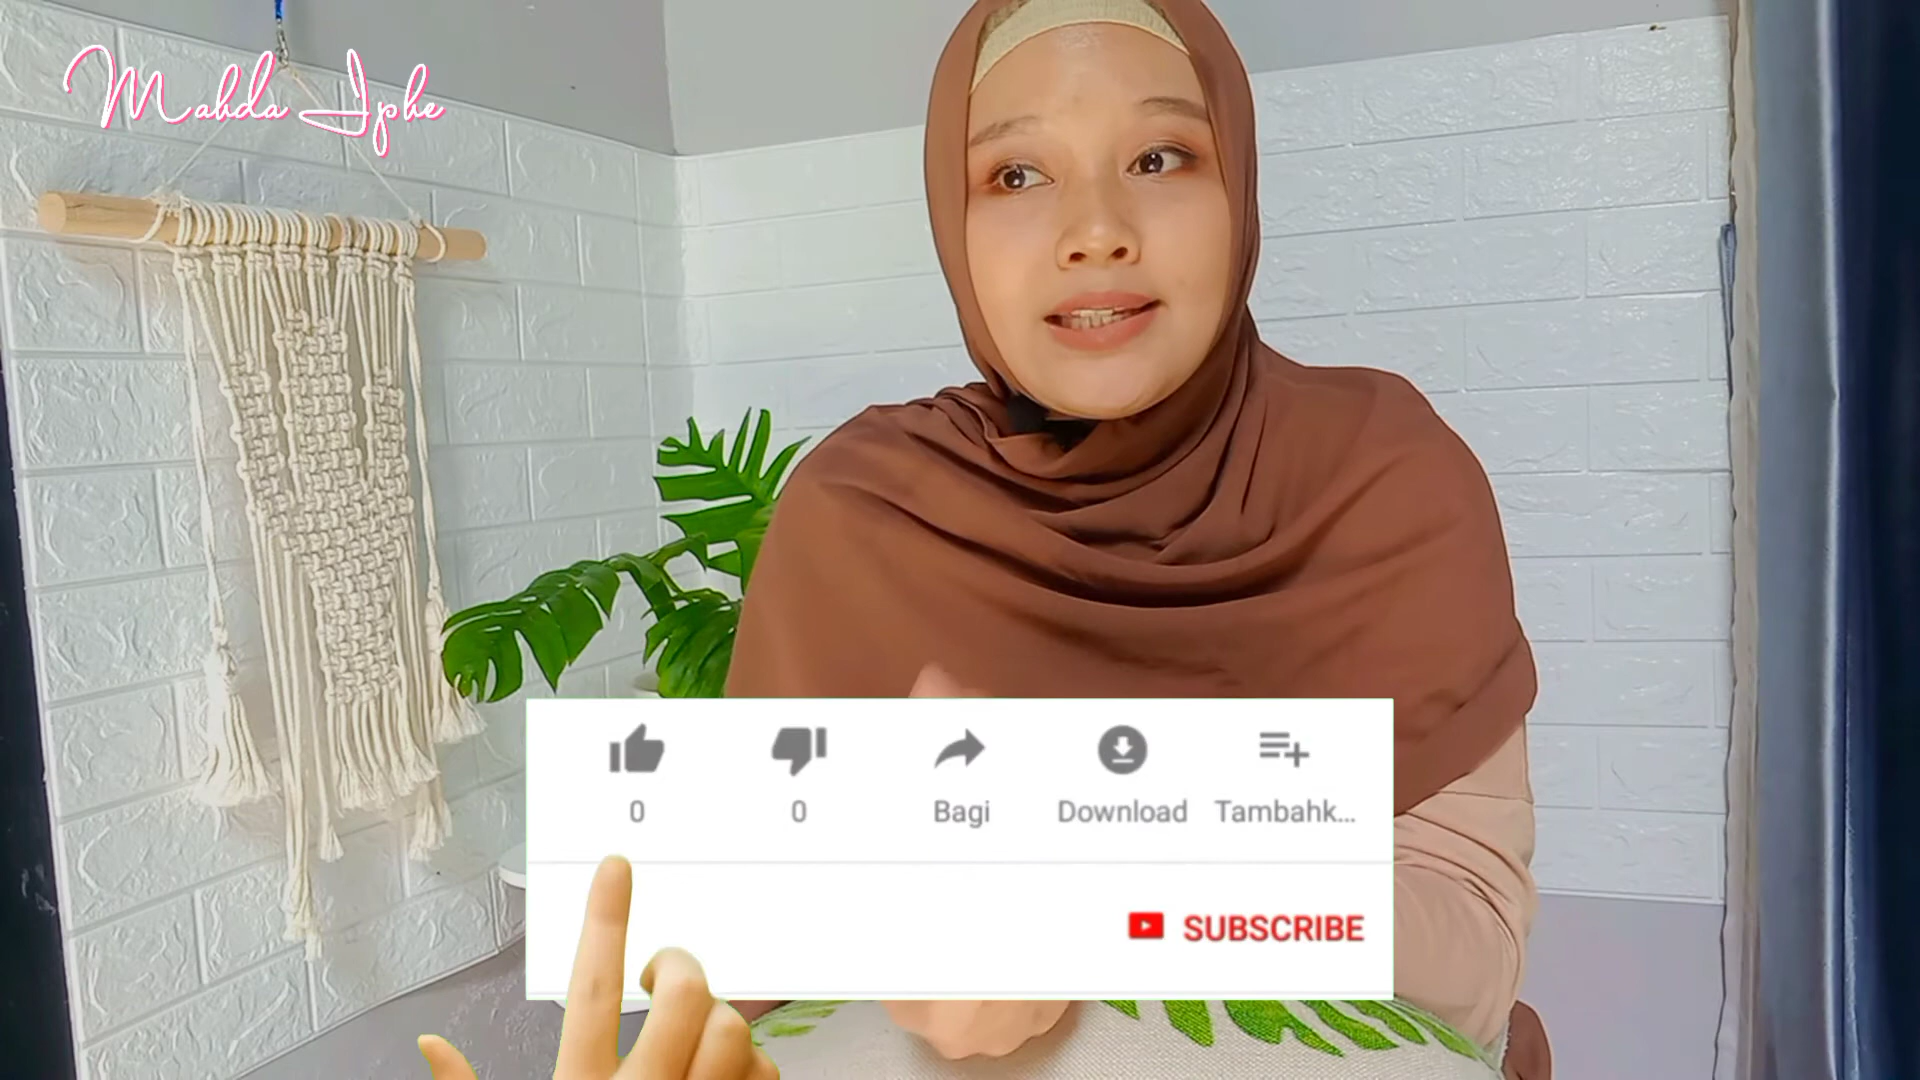 Mahda Iphe
0
0
Bagi
Download
Tambahk...
SUBSCRIBE